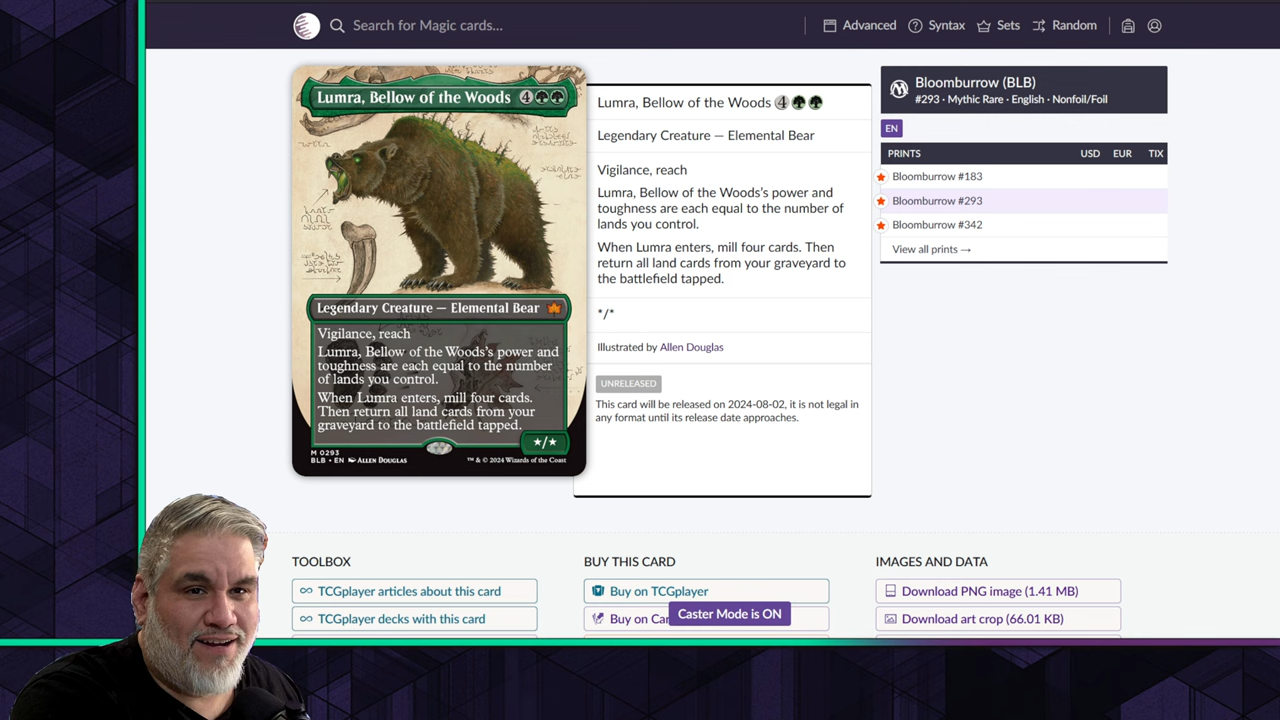 Search for Magic cards...
Advanced
Syntax
Sets
Random
Lumra, Bellow of the Woods 4
Legendary Creature — Elemental Bear
Vigilance, reach
Lumra, Bellow of the Woods's power and
toughness are each equal to the number
of lands you control.
When Lumra enters, mill four cards.
Then return all land cards from your
graveyard to the battlefield tapped.
*/*
M 0293
BLB • EN ALLEN DOUGLAS
™ & © 2024 Wizards of the Coast
Lumra, Bellow of the Woods 4
Legendary Creature — Elemental Bear
Vigilance, reach
Lumra, Bellow of the Woods's power and
toughness are each equal to the number of
lands you control.
When Lumra enters, mill four cards. Then
return all land cards from your graveyard to
the battlefield tapped.
*/*
Illustrated by Allen Douglas
UNRELEASED
This card will be released on 2024-08-02, it is not legal in
any format until its release date approaches.
Bloomburrow (BLB)
#293 · Mythic Rare · English · Nonfoil/Foil
EN
PRINTS USD EUR TIX
Bloomburrow #183
Bloomburrow #293
Bloomburrow #342
View all prints →
TOOLBOX
TCGplayer articles about this card
TCGplayer decks with this card
BUY THIS CARD
Buy on TCGplayer
Buy on Car
Caster Mode is ON
IMAGES AND DATA
Download PNG image (1.41 MB)
Download art crop (66.01 KB)